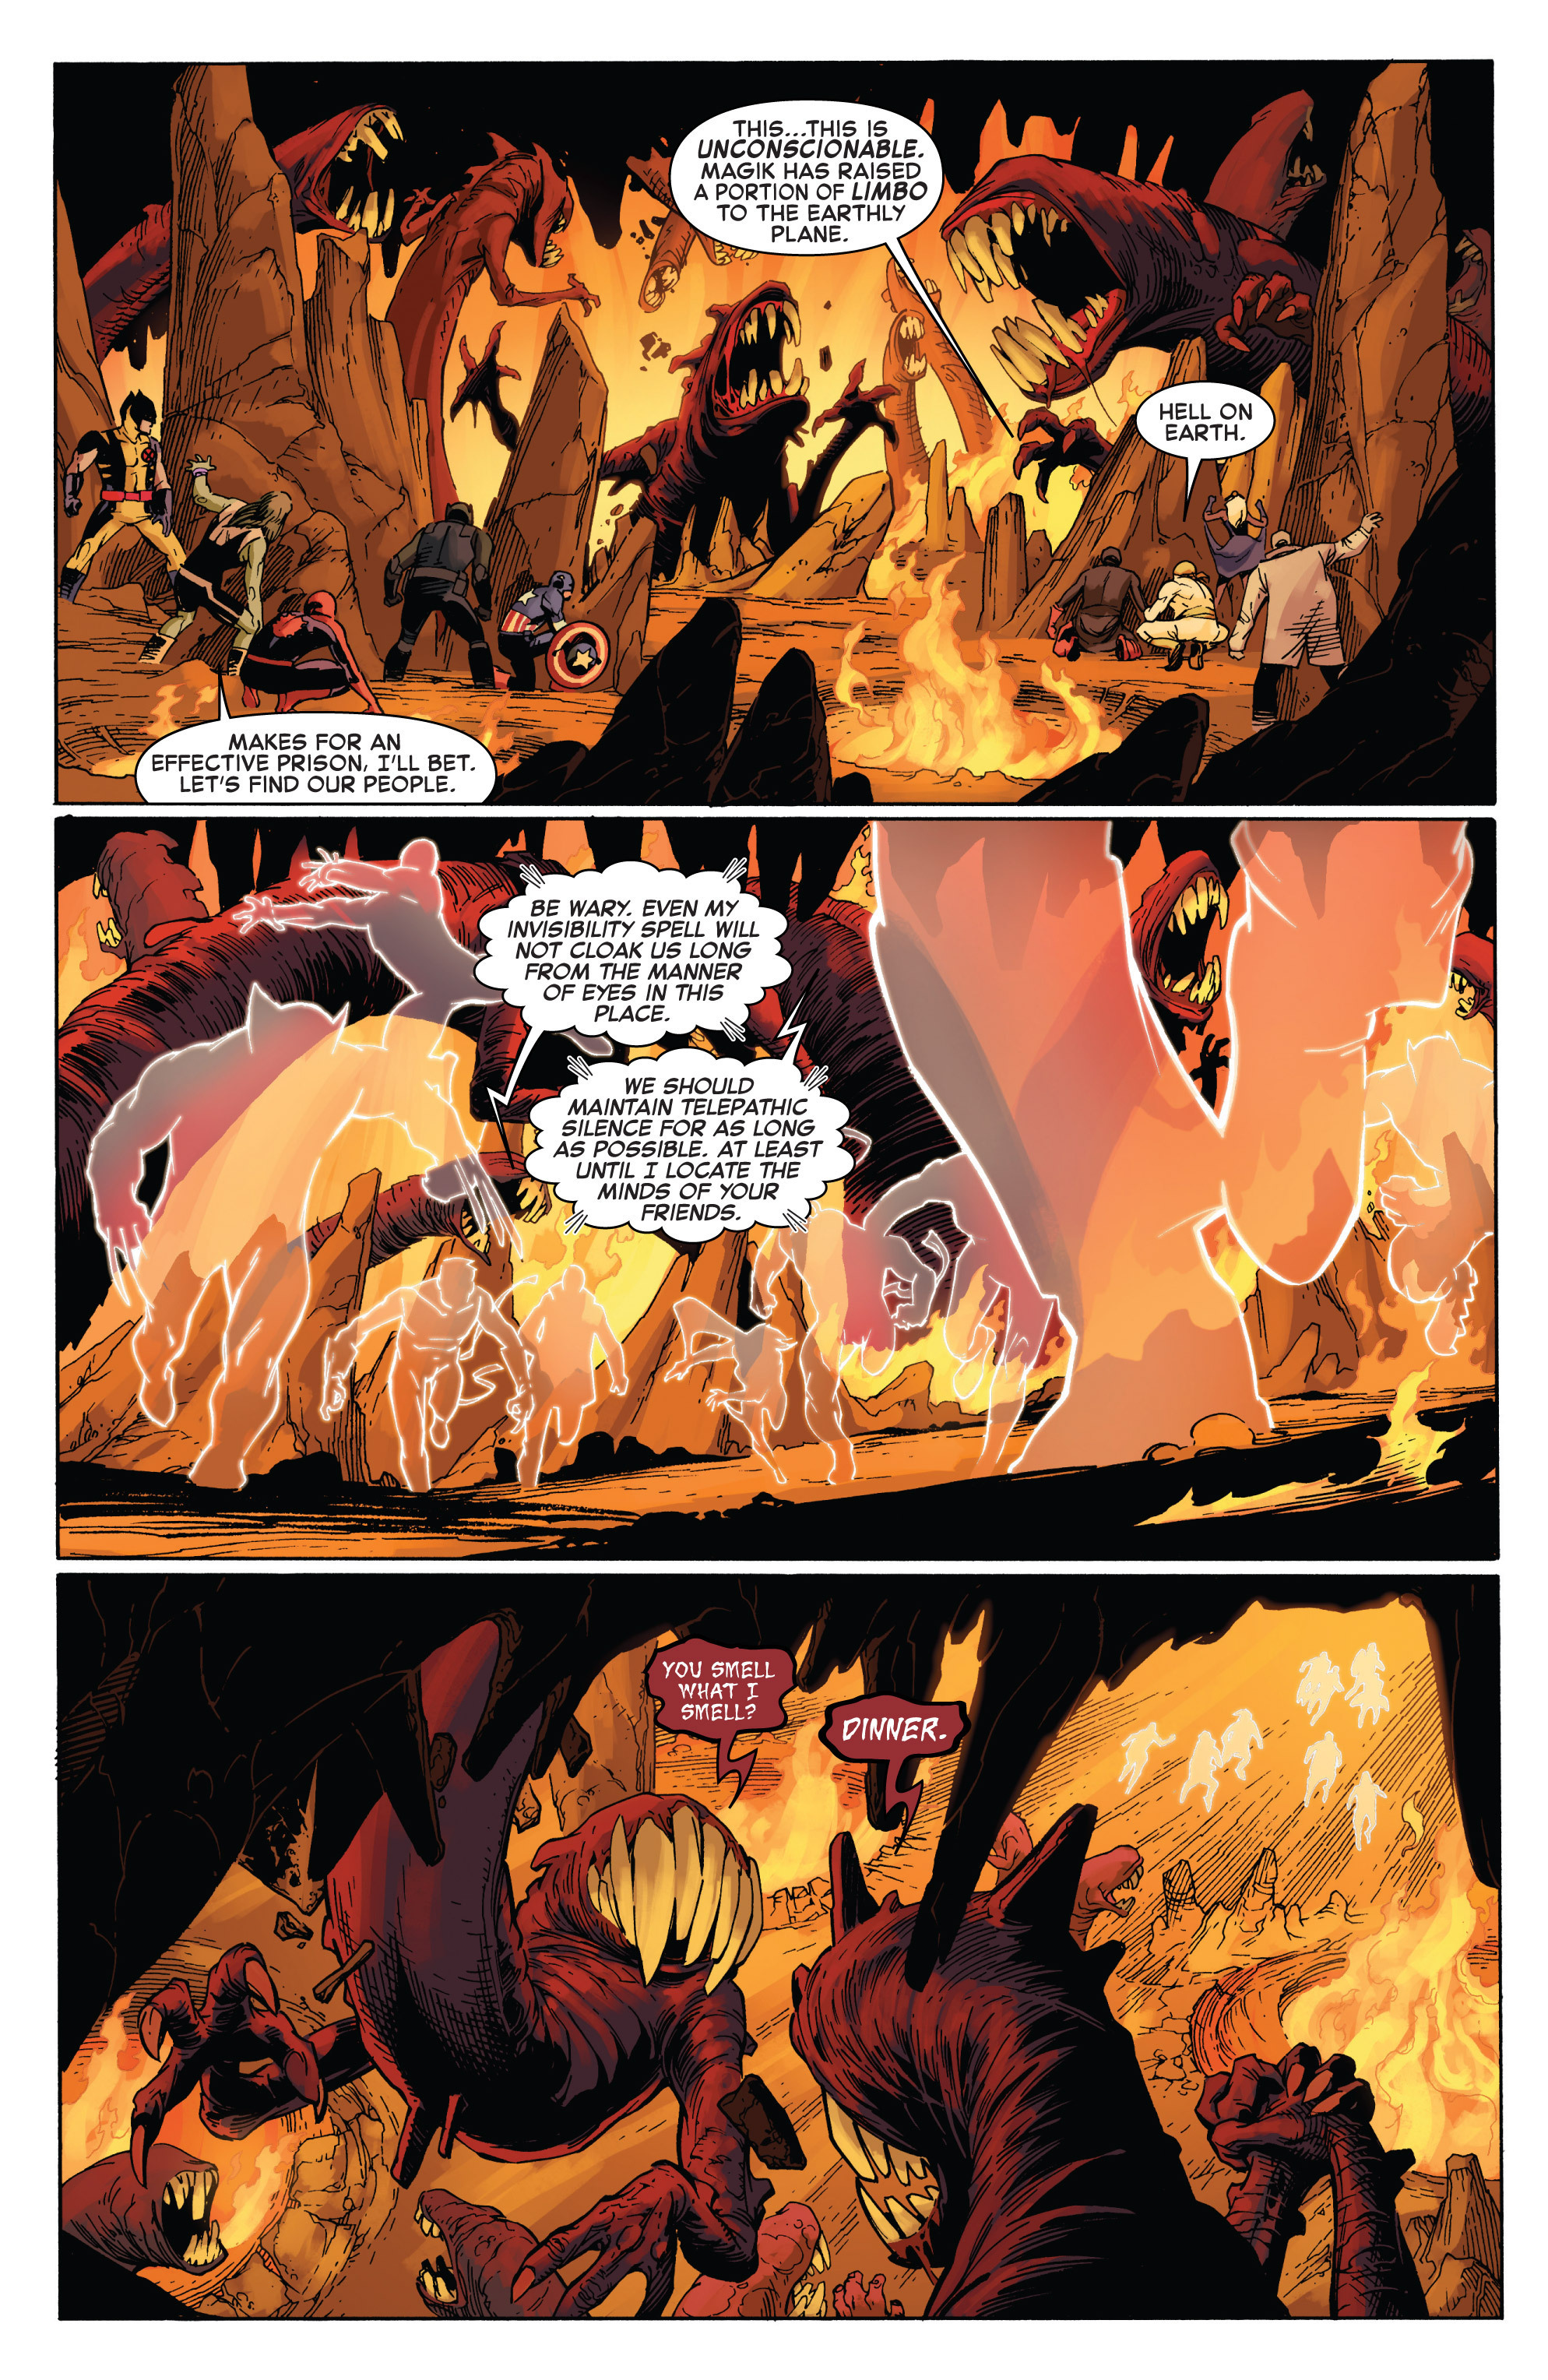 THIS...THIS IS
UNCONSCIONABLE.
MAGIK HAS RAISED
A PORTION OF LIMBO
TO THE EARTHLY
PLANE.
HELL ON
EARTH.
MAKES FOR AN
EFFECTIVE PRISON, I'LL BET.
LET'S FIND OUR PEOPLE.
BE WARY. EVEN MY
INVISIBILITY SPELL WILL
NOT CLOAK US LONG
FROM THE MANNER
OF EYES IN THIS
PLACE.
WE SHOULD
MAINTAIN TELEPATHIC
SILENCE FOR AS LONG
AS POSSIBLE. AT LEAST
UNTIL I LOCATE THE
MINDS OF YOUR
FRIENDS.
YOU SMELL
WHAT I
SMELL?
DINNER.